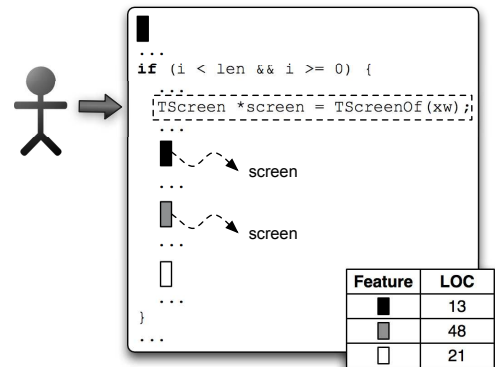 ...
if (i < len && i >= 0) {
...
TScreen *screen = TScreenOf(xw);
...
screen
...
screen
...
...
}
...
Feature LOC
13
48
21